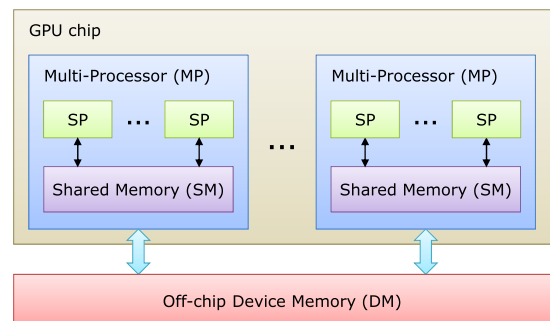 GPU chip
Multi-Processor (MP)
SP ... SP
Shared Memory (SM)
...
Multi-Processor (MP)
SP ... SP
Shared Memory (SM)
Off-chip Device Memory (DM)